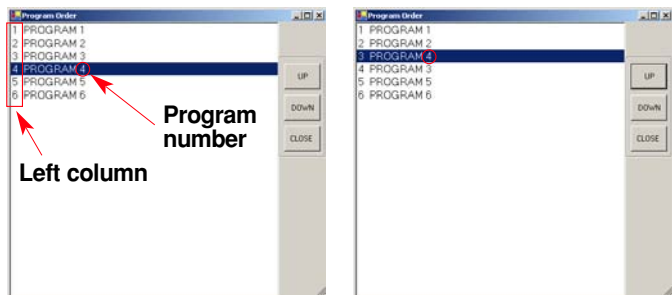 Program Order
1 PROGRAM 1
2 PROGRAM 2
3 PROGRAM 3
4 PROGRAM 4
5 PROGRAM 5
6 PROGRAM 6
UP
DOWN
CLOSE
Program
number
Left column
Program Order
1 PROGRAM 1
2 PROGRAM 2
3 PROGRAM 4
4 PROGRAM 3
5 PROGRAM 5
6 PROGRAM 6
UP
DOWN
CLOSE